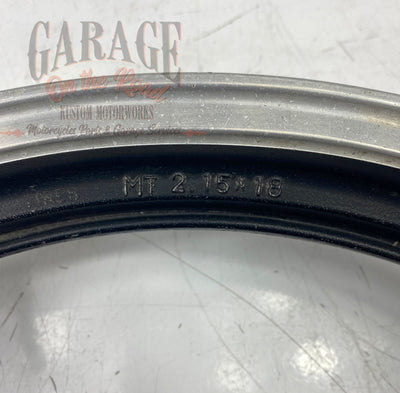 GARAGE
On the Road
KUSTOM MOTORWORKS
Motorcycles Parts & Garage Services
MT 2.15x18